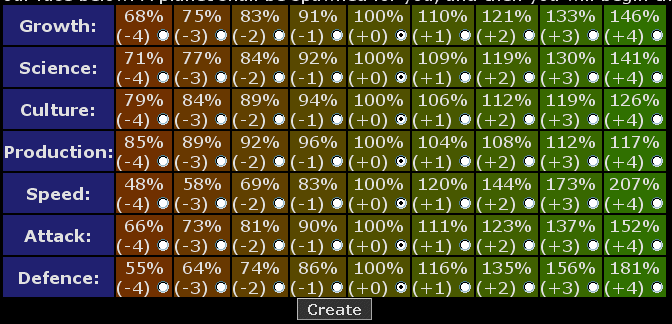 Growth: 68% 75% 83% 91% 100% 110% 121% 133% 146%
(-4) (-3) (-2) (-1) (+0) (+1) (+2) (+3) (+4)
Science: 71% 77% 84% 92% 100% 109% 119% 130% 141%
(-4) (-3) (-2) (-1) (+0) (+1) (+2) (+3) (+4)
Culture: 79% 84% 89% 94% 100% 106% 112% 119% 126%
(-4) (-3) (-2) (-1) (+0) (+1) (+2) (+3) (+4)
Production: 85% 89% 92% 96% 100% 104% 108% 112% 117%
(-4) (-3) (-2) (-1) (+0) (+1) (+2) (+3) (+4)
Speed: 48% 58% 69% 83% 100% 120% 144% 173% 207%
(-4) (-3) (-2) (-1) (+0) (+1) (+2) (+3) (+4)
Attack: 66% 73% 81% 90% 100% 111% 123% 137% 152%
(-4) (-3) (-2) (-1) (+0) (+1) (+2) (+3) (+4)
Defence: 55% 64% 74% 86% 100% 116% 135% 156% 181%
(-4) (-3) (-2) (-1) (+0) (+1) (+2) (+3) (+4)
Create